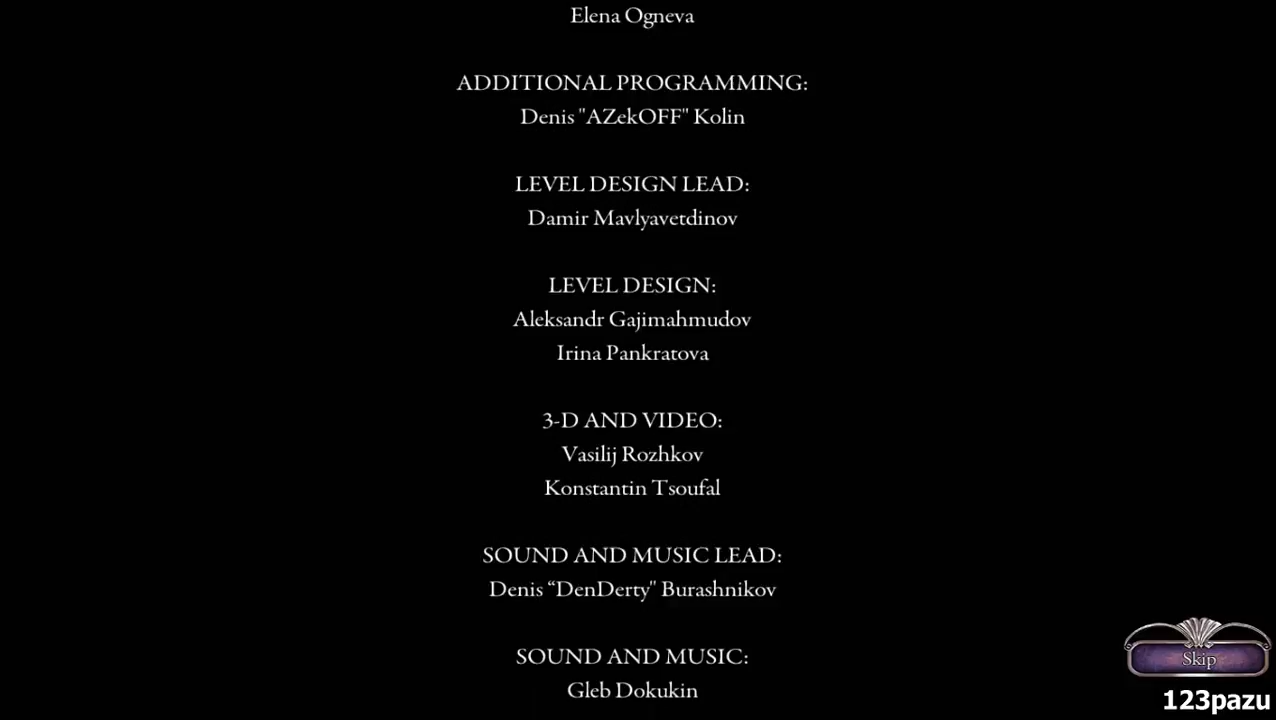 Elena Ogneva
ADDITIONAL PROGRAMMING:
Denis "AZekOFF" Kolin
LEVEL DESIGN LEAD:
Damir Mavlyavetdinov
LEVEL DESIGN:
Aleksandr Gajimahmudov
Irina Pankratova
3-D AND VIDEO:
Vasilij Rozhkov
Konstantin Tsoufal
SOUND AND MUSIC LEAD:
Denis “DenDerty" Burashnikov
SOUND AND MUSIC:
Gleb Dokukin
Skip
123pazu